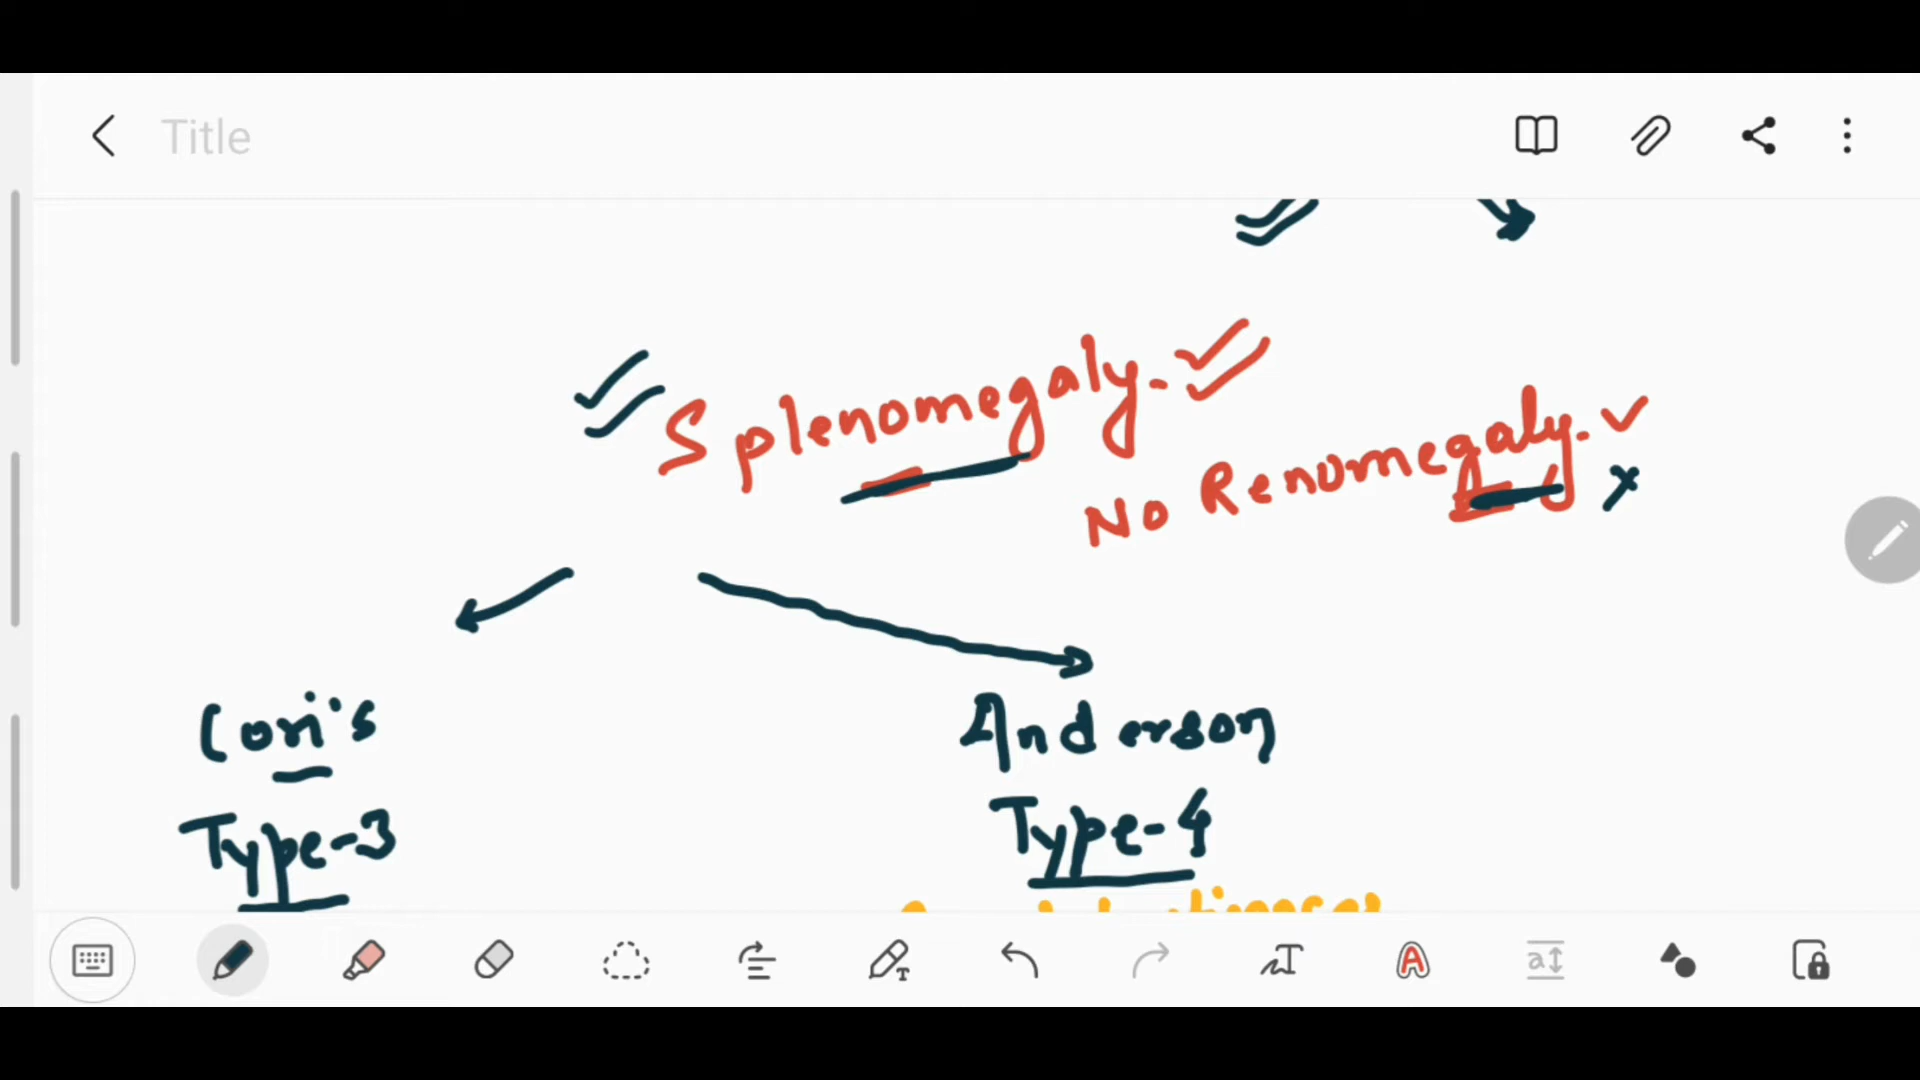 Title
Splenomegaly.
No Renomegaly.
Cori's
Anderson
Type-3
Type-4